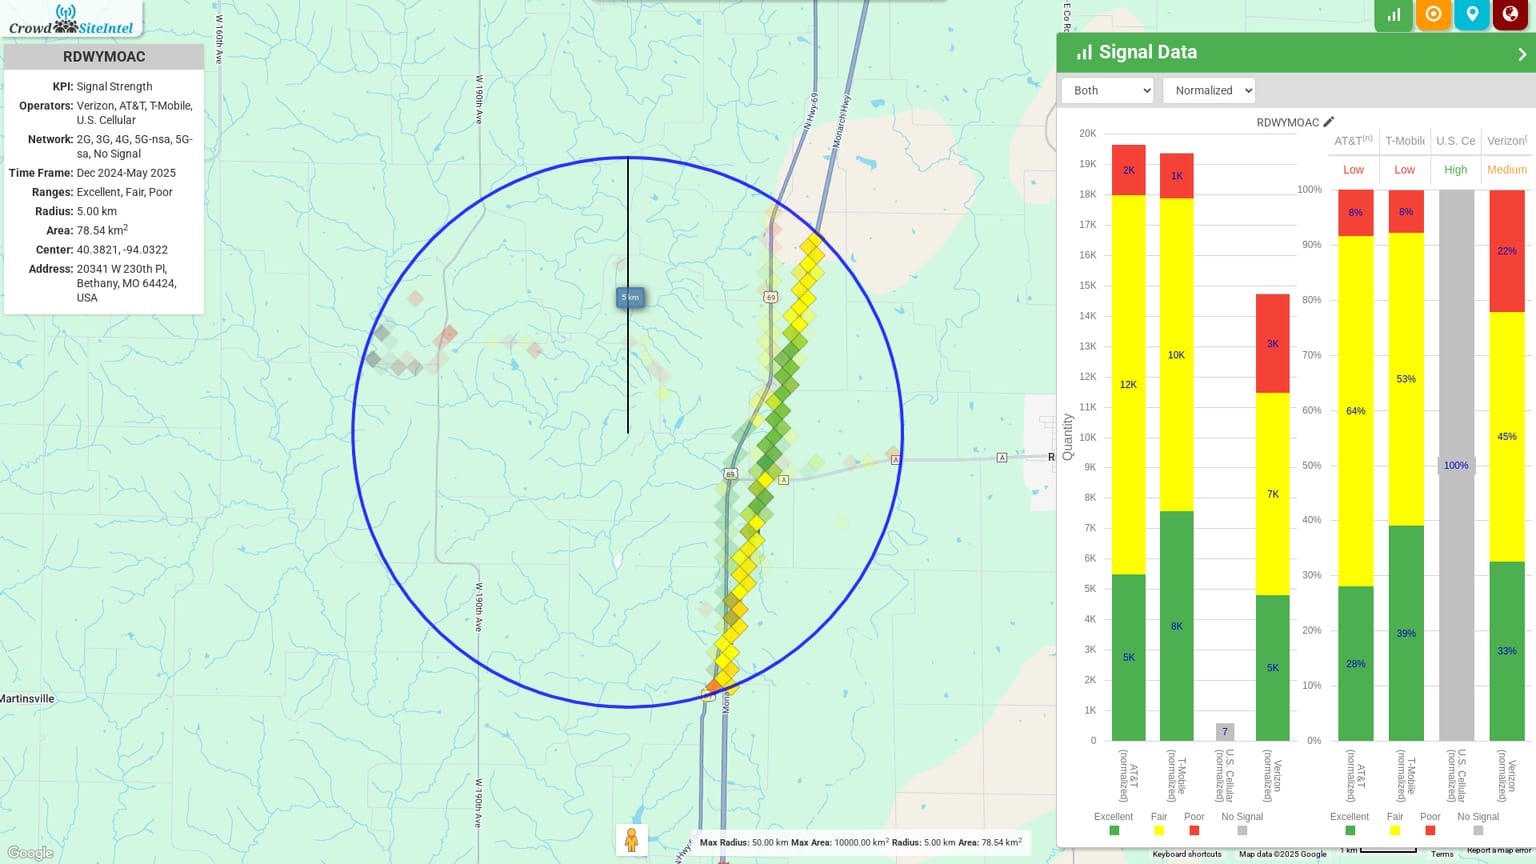 Crowd SiteIntel
RDWYMOAC
KPI: Signal Strength
Operators: Verizon, AT&T, T-Mobile,
U.S. Cellular
Network: 2G, 3G, 4G, 5G-nsa, 5G-
sa, No Signal
Time Frame: Dec 2024-May 2025
Ranges: Excellent, Fair, Poor
Radius: 5.00 km
Area: 78.54 km²
Center: 40.3821, -94.0322
Address: 20341 W 230th Pl,
Bethany, MO 64424,
USA
W 160th Ave
W 190th Ave
N Hwy-69
Monarch Hwy
5 km
69
69
A
A
A
R
W 190th Ave
Mona
Martinsville
W 190th Ave
N Hwy-6
Google
Max Radius: 50.00 km Max Area: 10000.00 km² Radius: 5.00 km Area: 78.54 km²
E Co Ro
Signal Data
Both
Normalized
RDWYMOAC
Quantity
20K
19K
18K
17K
16K
15K
14K
13K
12K
11K
10K
9K
8K
7K
6K
5K
4K
3K
2K
1K
0
2K
12K
5K
1K
10K
8K
7
3K
7K
5K
AT&T (normalized)
T-Mobile (normalized)
U.S. Cellular (normalized)
Verizon (normalized)
Excellent Fair Poor No Signal
AT&T(n) T-Mobile U.S. Ce Verizon(
Low Low High Medium
100%
90%
80%
70%
60%
50%
40%
30%
20%
10%
0%
8%
64%
28%
8%
53%
39%
100%
22%
45%
33%
AT&T (normalized)
T-Mobile (normalized)
U.S. Cellular (normalized)
Verizon (normalized)
Excellent Fair Poor No Signal
Keyboard shortcuts Map data ©2025 Google 1 km Terms Report a map error